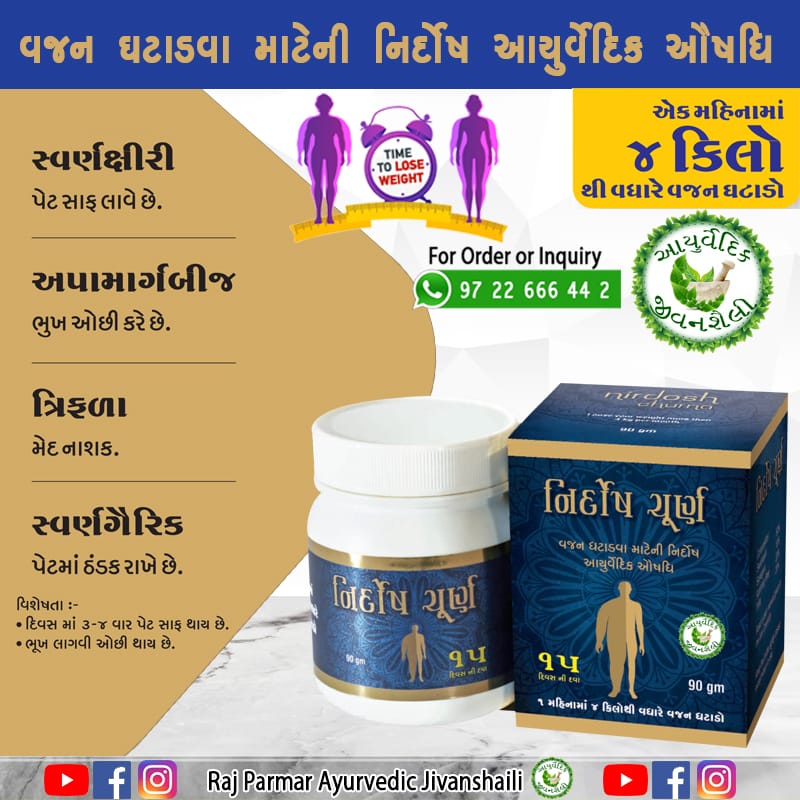 વજન ઘટાડવા માટેની નિર્દોષ આયુર્વેદિક ઔષધિ
સ્વર્ણક્ષીરી
પેટ સાફ લાવે છે.
અપામાર્ગબીજ
ભુખ ઓછી કરે છે.
ત્રિફળા
મેદ નાશક.
સ્વર્ણગૈરિક
પેટમાં ઠંડક રાખે છે.
વિશેષતા :-
• દિવસ માં ૩-૪ વાર પેટ સાફ થાય છે.
• ભૂખ લાગવી ઓછી થાય છે.
TIME
TO LOSE
WEIGHT
એક મહિનામાં
૪ કિલો
થી વધારે વજન ઘટાડો
For Order or Inquiry
97 22 666 44 2
આયુર્વેદિક
જીવનશૈલી
નિર્દોષ ચૂર્ણ
90 gm
૧૫
દિવસ ની દવા
nirdosh
churna
90 gm
નિર્દોષ ચૂર્ણ
વજન ઘટાડવા માટેની નિર્દોષ
આયુર્વેદિક ઔષધિ
આયુર્વેદિક
જીવનશૈલી
૧૫
દિવસ ની દવા
90 gm
૧ મહિનામાં ૪ કિલોથી વધારે વજન ઘટાડો
Raj Parmar Ayurvedic Jivanshaili